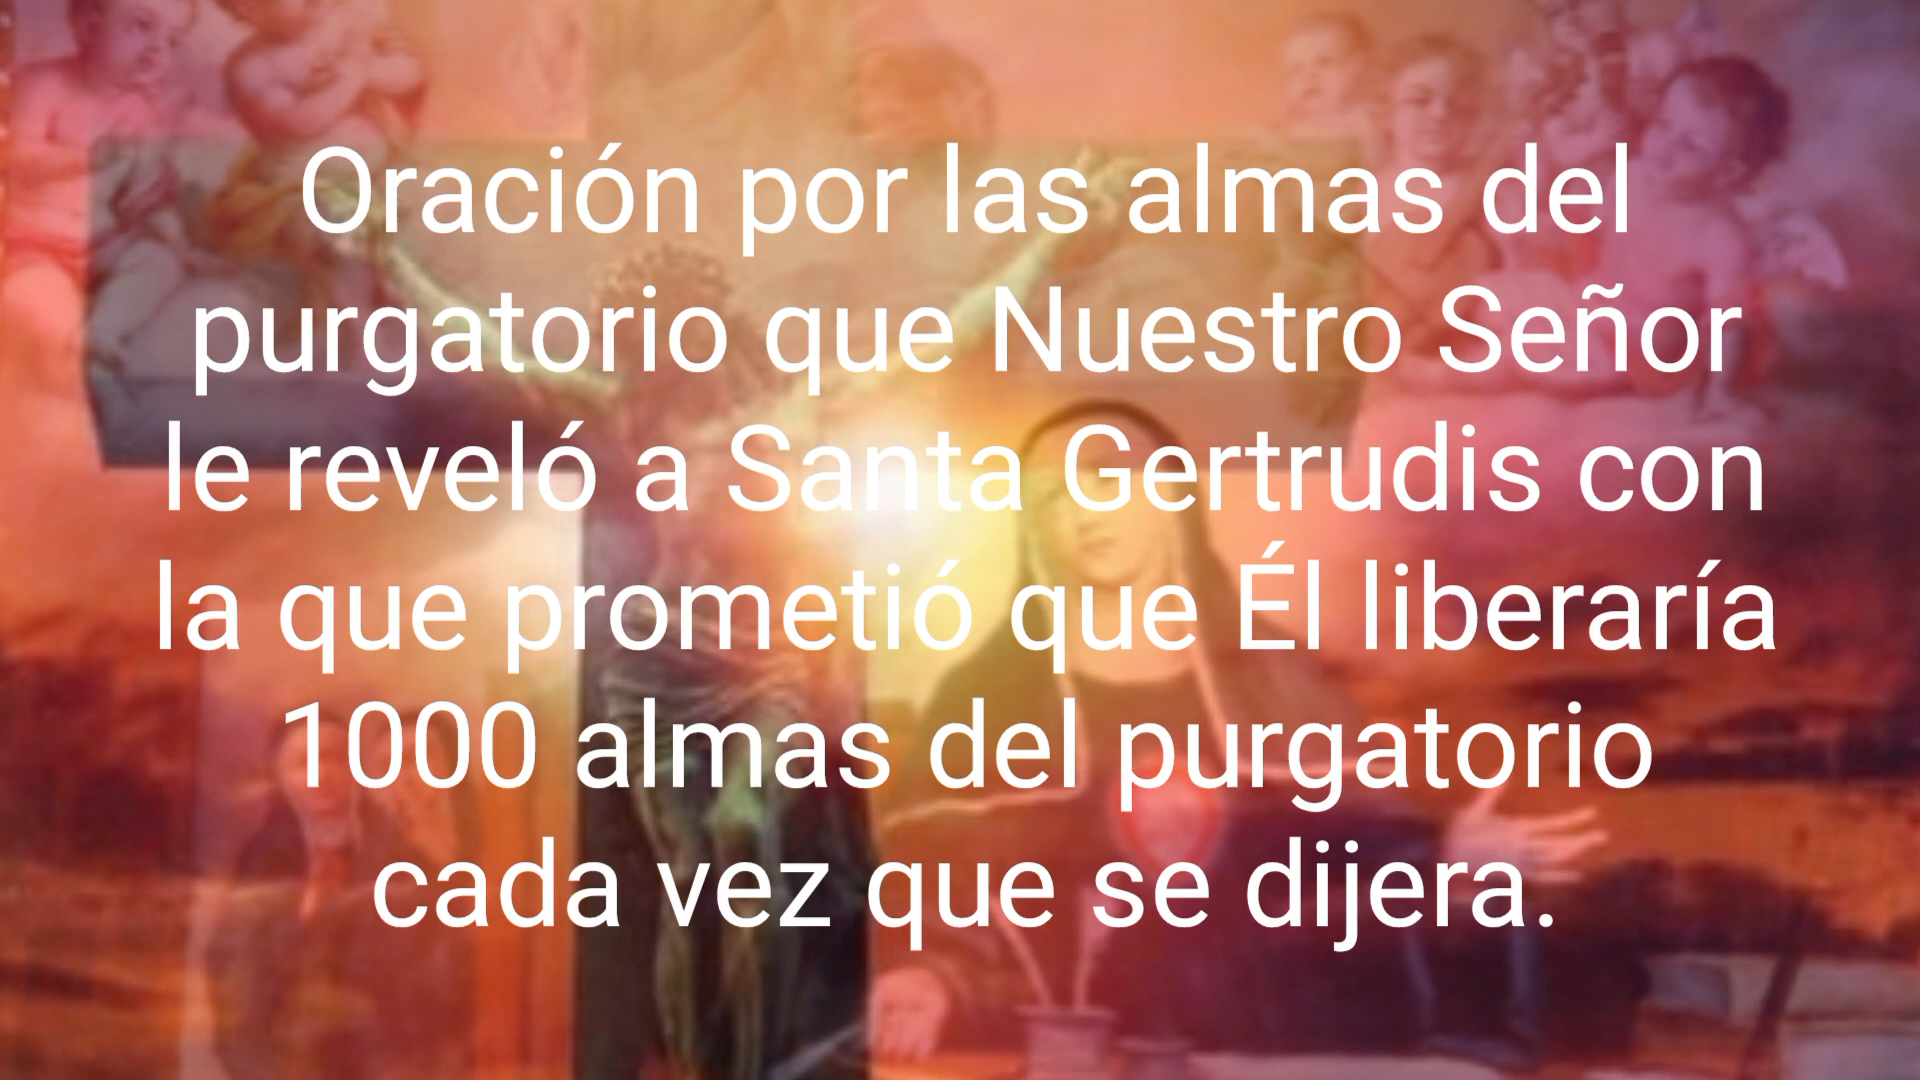 Oración por las almas del
purgatorio que Nuestro Señor
le reveló a Santa Gertrudis con
la que prometió que Él liberaría
1000 almas del purgatorio
cada vez que se dijera.